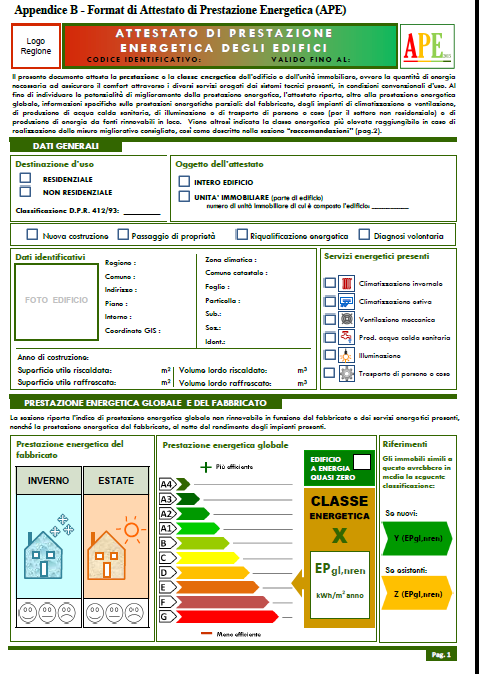 Appendice B - Format di Attestato di Prestazione Energetica (APE)
Logo
Regione
ATTESTATO DI PRESTAZIONE
ENERGETICA DEGLI EDIFICI
CODICE IDENTIFICATIVO: VALIDO FINO AL:
APE
Il presente documento attesta la prestazione e la classe energetica dell'edificio o dell'unità immobiliare, ovvero la quantità di energia
necessaria ad assicurare il comfort attraverso i diversi servizi erogati dai sistemi tecnici presenti, in condizioni convenzionali d'uso. Al
fine di individuare le potenzialità di miglioramento della prestazione energetica, l'attestato riporta, oltre alla prestazione energetica
globale, informazioni specifiche sulle prestazioni energetiche parziali: del fabbricato, degli impianti di climatizzazione e ventilazione,
di produzione di acqua calda sanitaria, di illuminazione o di trasporto di persone o cose (per il settore non residenziale) e di
produzione di energia da fonti rinnovabili in loco. Viene altresì indicata la classe energetica più elevata raggiungibile in caso di
realizzazione delle misure migliorative consigliate, così come descritte nella sezione "raccomandazioni" (pag.2).
DATI GENERALI
Destinazione d'uso
RESIDENZIALE
NON RESIDENZIALE
Classificazione D.P.R. 412/93: ________
Oggetto dell'attestato
INTERO EDIFICIO
UNITA' IMMOBILIARE (parte di edificio)
numero di unità immobiliare di cui è composto l'edificio: ________
Nuova costruzione
Passaggio di proprietà
Riqualificazione energetica
Diagnosi volontaria
Dati identificativi
FOTO EDIFICIO
Regione :
Comune :
Indirizzo :
Piano :
Interno :
Coordinate GIS :
Zona climatica :
Comune catastale :
Foglio :
Particella :
Sub.:
Sez.:
Ident.:
Anno di costruzione:
Superficie utile riscaldata: m² Volume lordo riscaldato: m³
Superficie utile raffrescata: m² Volume lordo raffrescato: m³
Servizi energetici presenti
Climatizzazione invernale
Climatizzazione estiva
Ventilazione meccanica
Prod. acqua calda sanitaria
Illuminazione
Trasporto di persone o cose
PRESTAZIONE ENERGETICA GLOBALE E DEL FABBRICATO
La sezione riporta l'indice di prestazione energetica globale non rinnovabile in funzione del fabbricato e dei servizi energetici presenti,
nonché la prestazione energetica del fabbricato, al netto del rendimento degli impianti presenti.
Prestazione energetica del
fabbricato
INVERNO
ESTATE
Prestazione energetica globale
Più efficiente
A4
A3
A2
A1
B
C
D
E
F
G
Meno efficiente
EDIFICIO
A ENERGIA
QUASI ZERO
CLASSE
ENERGETICA
X
EPgl,nren
kWh/m² anno
Riferimenti
Gli immobili simili a
questo avrebbero in
media la seguente
classificazione:
Se nuovi:
Y (EPgl,nren)
Se esistenti:
Z (EPgl,nren)
Pag. 1